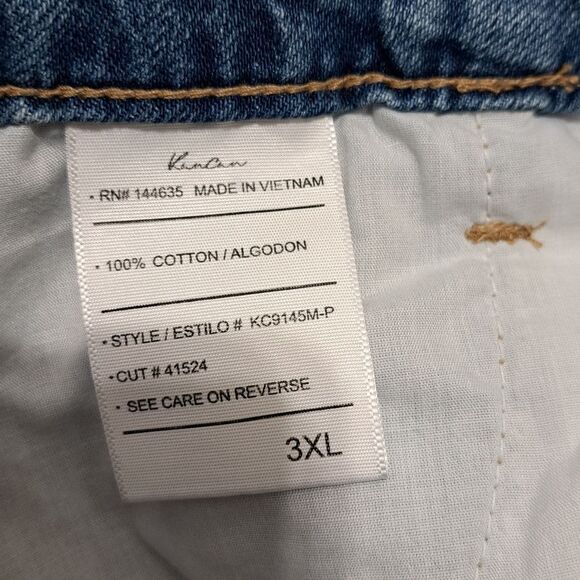 KanCan
· RN# 144635 MADE IN VIETNAM
· 100% COTTON / ALGODON
· STYLE / ESTILO # KC9145M-P
· CUT # 41524
· SEE CARE ON REVERSE
3XL